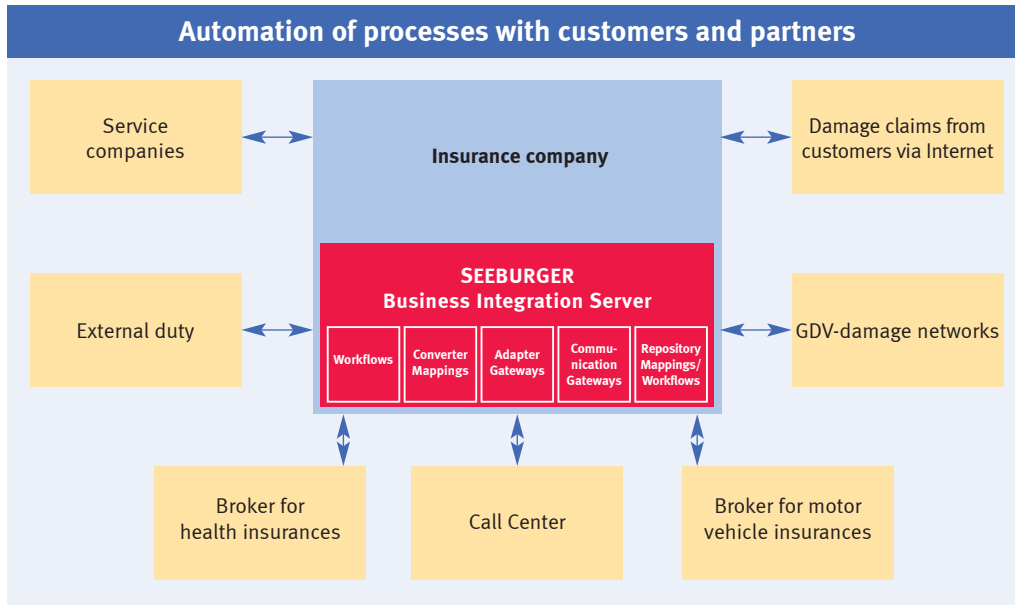 Automation of processes with customers and partners
Service
companies
Insurance company
Damage claims from
customers via Internet
External duty
SEEBURGER
Business Integration Server
Workflows
Converter
Mappings
Adapter
Gateways
Commu-
nication
Gateways
Repository
Mappings/
Workflows
GDV-damage networks
Broker for
health insurances
Call Center
Broker for motor
vehicle insurances